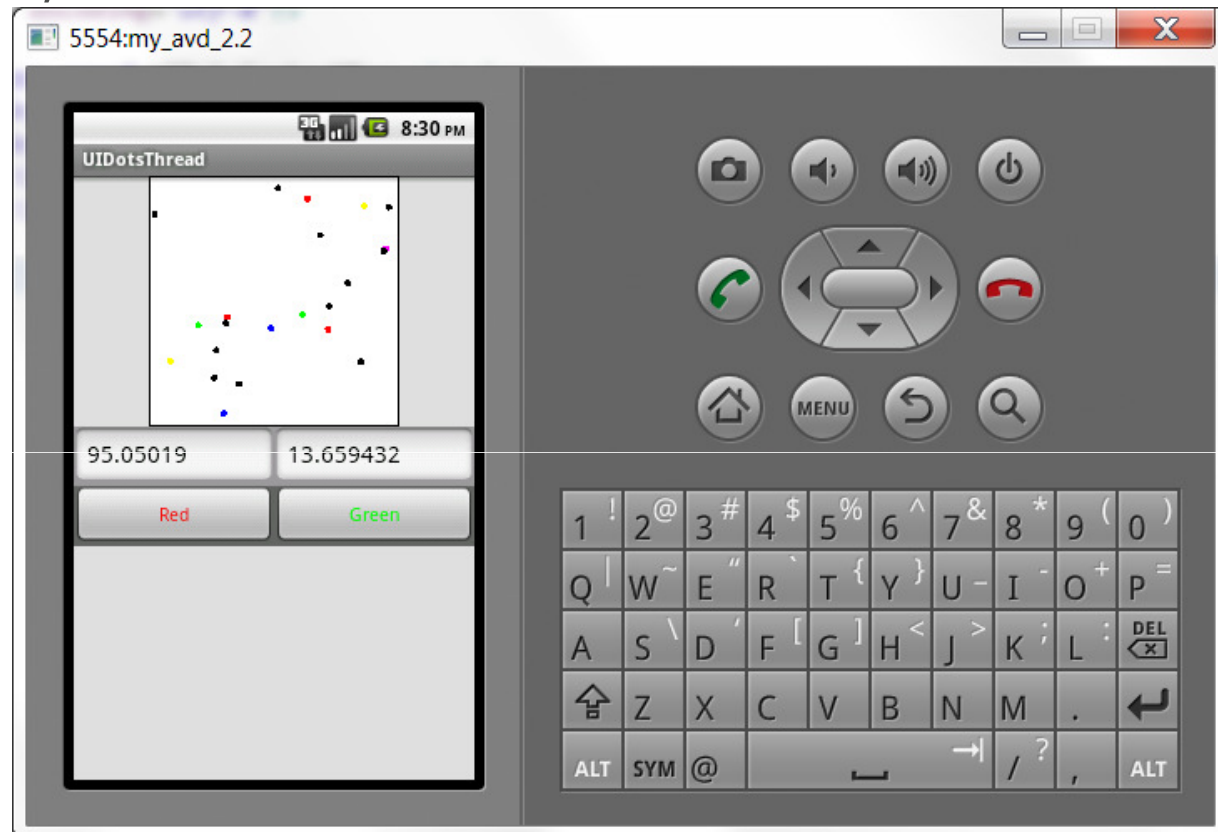 5554:my_avd_2.2
3G 8:30 PM
UIDotsThread
95.05019 13.659432
Red Green
MENU
1 ! 2 @ 3 # 4 $ 5 % 6 ^ 7 & 8 * 9 ( 0 )
Q | W ~ E " R ` T { Y } U _ I - O + P =
A S \ D ' F [ G ] H < J > K ; L : DEL
Z X C V B N M .
ALT SYM @ / ? , ALT